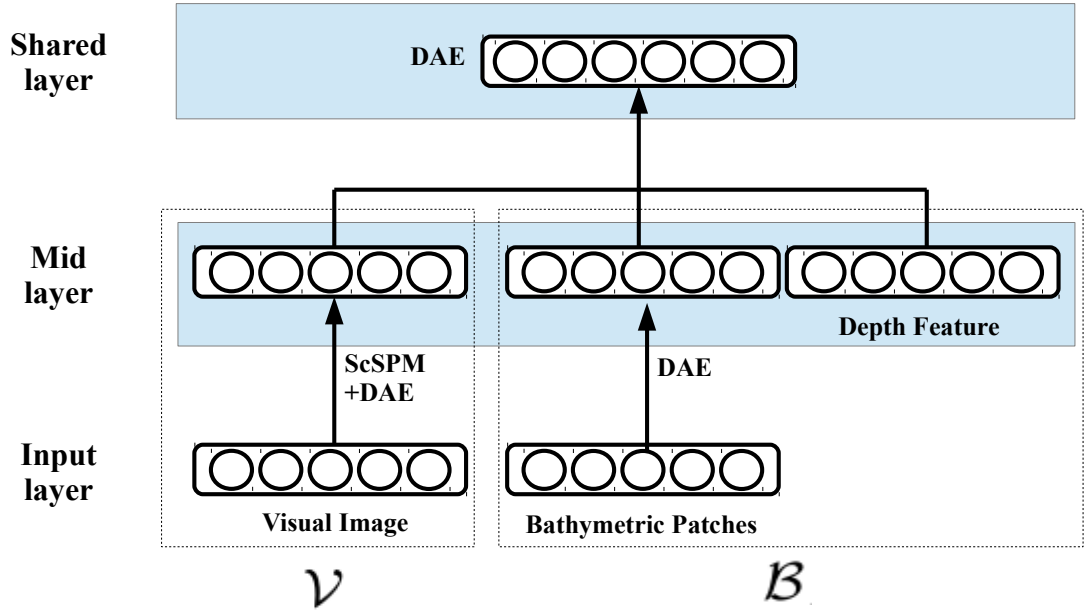 Shared
layer
DAE
Mid
layer
Depth Feature
ScSPM
+DAE
DAE
Input
layer
Visual Image
Bathymetric Patches
𝒱
ℬ